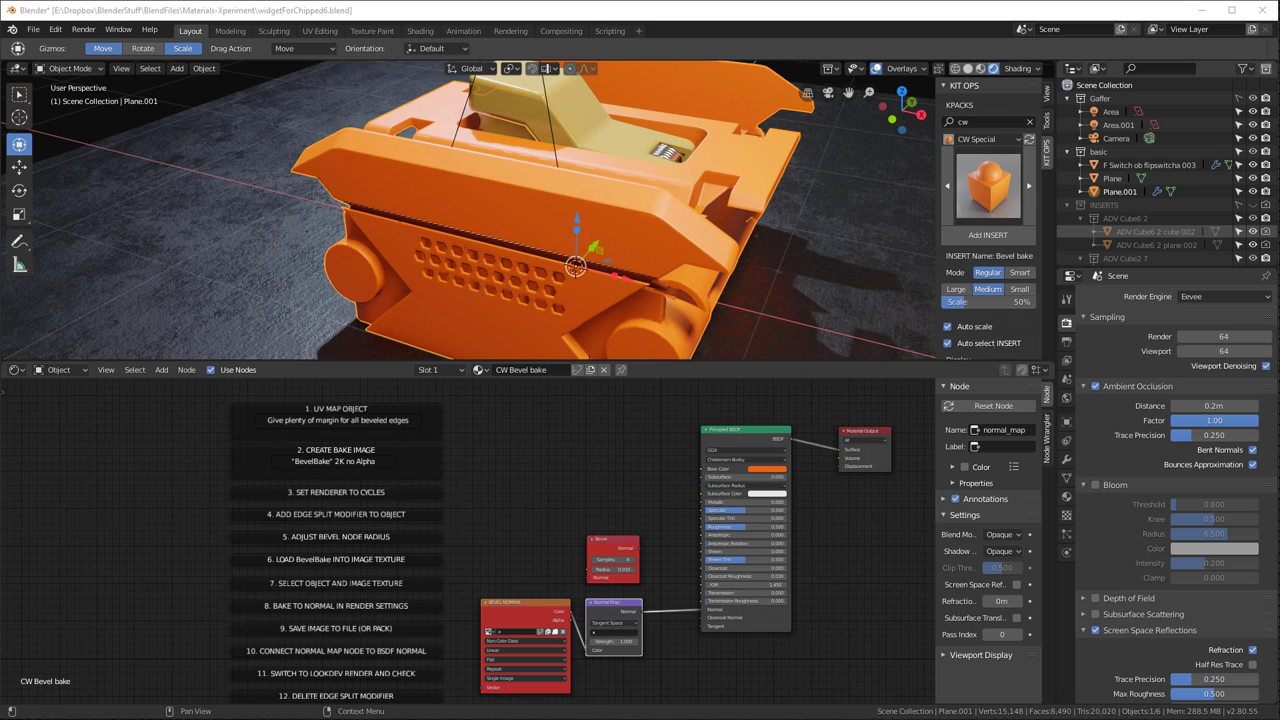 Blender* [E:\Dropbox\BlenderStuff\BlendFiles\Materials-Xperiment\widgetForChipped6.blend]
File Edit Render Window Help Layout Modeling Sculpting UV Editing Texture Paint Shading Animation Rendering Compositing Scripting + Scene View Layer
Gizmos: Move Rotate Scale Drag Action: Move Orientation: Default
Object Mode View Select Add Object Global Overlays Shading
User Perspective
(1) Scene Collection | Plane.001
KIT OPS
KPACKS
cw
CW Special
Add INSERT
INSERT Name: Bevel bake
Mode Regular Smart
Large Medium Small
Scale: 50%
Auto scale
Auto select INSERT
View
Tools
KIT OPS
Scene Collection
Gaffer
Area
Area.001
Camera
basic
F Switch ob flipswitcha 003
Plane
Plane.001
INSERTS
ADV Cube6 2
ADV Cube6 2 cube 002
ADV Cube6 2 plane 002
ADV Cube2 7
Scene
Render Engine Eevee
Sampling
Render 64
Viewport 64
Viewport Denoising
Ambient Occlusion
Distance 0.2m
Factor 1.00
Trace Precision 0.250
Bent Normals
Bounces Approximation
Bloom
Threshold 0.800
Knee 0.500
Radius 6.500
Color
Intensity 0.200
Clamp 0.000
Depth of Field
Subsurface Scattering
Screen Space Reflections
Refraction
Half Res Trace
Trace Precision 0.250
Max Roughness 0.500
Object View Select Add Node Use Nodes Slot 1 CW Bevel bake
1. UV MAP OBJECT
Give plenty of margin for all beveled edges
2. CREATE BAKE IMAGE
"BevelBake" 2K no Alpha
3. SET RENDERER TO CYCLES
4. ADD EDGE SPLIT MODIFIER TO OBJECT
5. ADJUST BEVEL NODE RADIUS
6. LOAD BevelBake INTO IMAGE TEXTURE
7. SELECT OBJECT AND IMAGE TEXTURE
8. BAKE TO NORMAL IN RENDER SETTINGS
9. SAVE IMAGE TO FILE (OR PACK)
10. CONNECT NORMAL MAP NODE TO BSDF NORMAL
11. SWITCH TO LOOKDEV RENDER AND CHECK
12. DELETE EDGE SPLIT MODIFIER
CW Bevel bake
BEVEL NORMAL
Color
Alpha
Non-Color Data
Linear
Flat
Repeat
Single Image
Vector
Bevel
Normal
Samples: 6
Radius: 0.033
Normal
Normal Map
Normal
Tangent Space
Strength: 1.000
Color
Principled BSDF
BSDF
GGX
Christensen-Burley
Base Color
Subsurface: 0.000
Subsurface Radius
Subsurface Color
Metallic: 0.000
Specular: 0.500
Specular Tint: 0.000
Roughness: 0.500
Anisotropic: 0.000
Anisotropic Rotation: 0.000
Sheen: 0.000
Sheen Tint: 0.500
Clearcoat: 0.000
Clearcoat Roughness: 0.030
IOR: 1.450
Transmission: 0.000
Transmission Roughness: 0.000
Normal
Clearcoat Normal
Tangent
Material Output
All
Surface
Volume
Displacement
Node
Reset Node
Name: normal_map
Label:
Color
Properties
Annotations
Settings
Blend Mo.. Opaque
Shadow .. Opaque
Clip Thre.. 0.500
Screen Space Ref..
Refractio.. 0m
Subsurface Transl..
Pass Index 0
Viewport Display
Node
Node Wrangler
Pan View Context Menu
Scene Collection | Plane.001 | Verts:15,148 | Faces:8,490 | Tris:20,020 | Objects:1/6 | Mem: 288.5 MB | v2.80.55